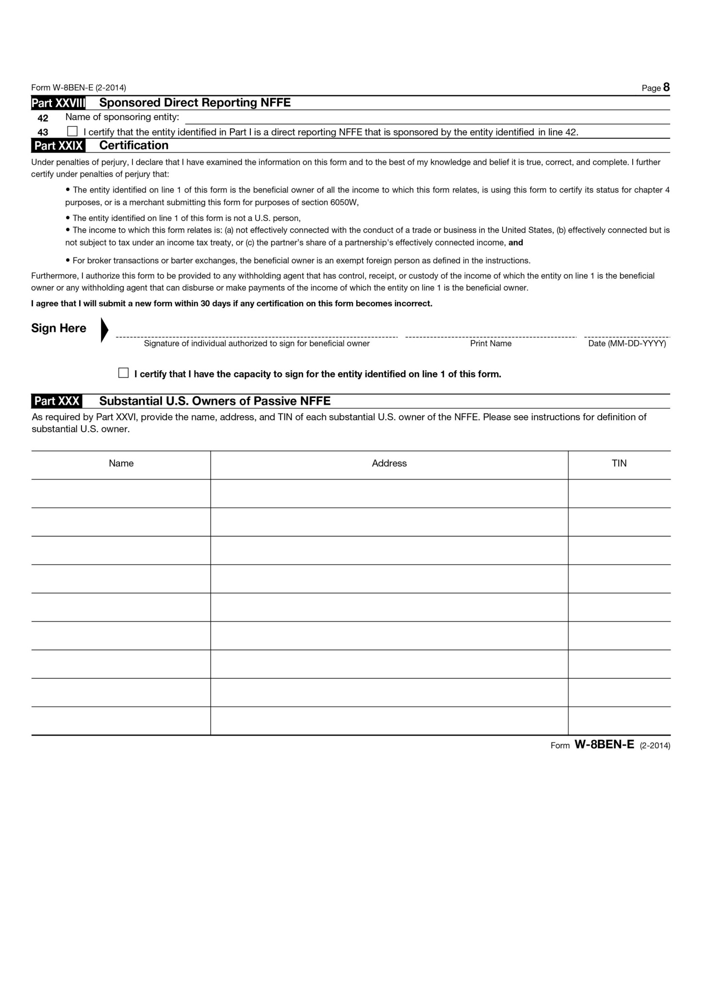 Form W-8BEN-E (2-2014) Page 8
Part XXVIII Sponsored Direct Reporting NFFE
42 Name of sponsoring entity:
43 I certify that the entity identified in Part I is a direct reporting NFFE that is sponsored by the entity identified in line 42.
Part XXIX Certification
Under penalties of perjury, I declare that I have examined the information on this form and to the best of my knowledge and belief it is true, correct, and complete. I further
certify under penalties of perjury that:
• The entity identified on line 1 of this form is the beneficial owner of all the income to which this form relates, is using this form to certify its status for chapter 4
purposes, or is a merchant submitting this form for purposes of section 6050W,
• The entity identified on line 1 of this form is not a U.S. person,
• The income to which this form relates is: (a) not effectively connected with the conduct of a trade or business in the United States, (b) effectively connected but is
not subject to tax under an income tax treaty, or (c) the partner’s share of a partnership's effectively connected income, and
• For broker transactions or barter exchanges, the beneficial owner is an exempt foreign person as defined in the instructions.
Furthermore, I authorize this form to be provided to any withholding agent that has control, receipt, or custody of the income of which the entity on line 1 is the beneficial
owner or any withholding agent that can disburse or make payments of the income of which the entity on line 1 is the beneficial owner.
I agree that I will submit a new form within 30 days if any certification on this form becomes incorrect.
Sign Here
Signature of individual authorized to sign for beneficial owner Print Name Date (MM-DD-YYYY)
I certify that I have the capacity to sign for the entity identified on line 1 of this form.
Part XXX Substantial U.S. Owners of Passive NFFE
As required by Part XXVI, provide the name, address, and TIN of each substantial U.S. owner of the NFFE. Please see instructions for definition of
substantial U.S. owner.
Name Address TIN
Form W-8BEN-E (2-2014)